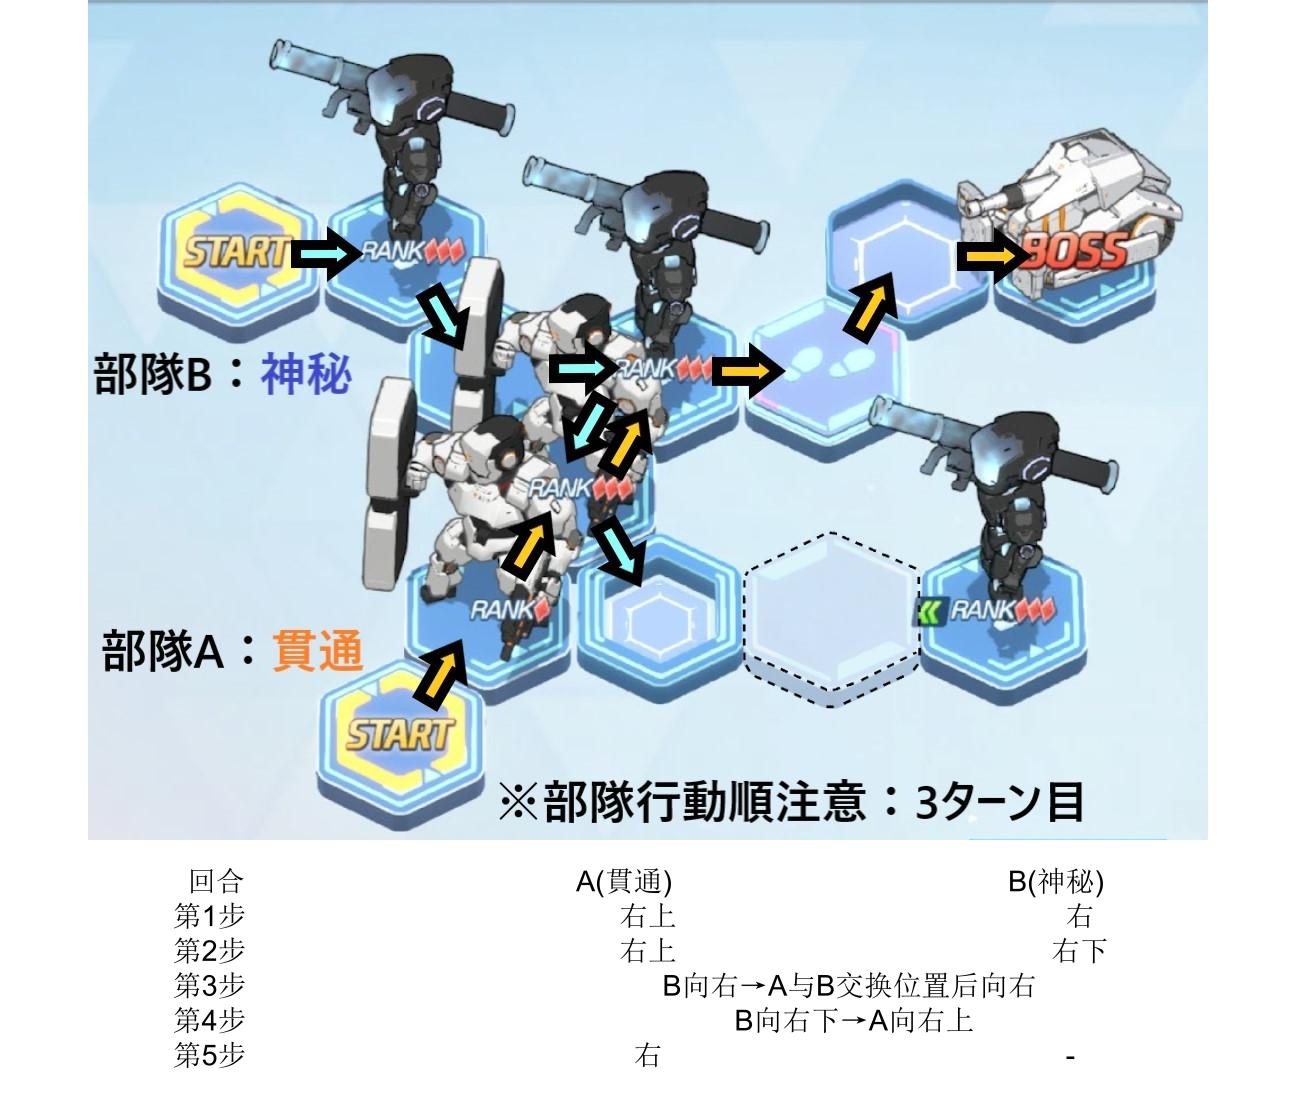 START
RANK
BOSS
RANK
部隊B：神秘
RANK
RANK
RANK
部隊A：貫通
START
※部隊行動順注意：3ターン目
回合 A(貫通) B(神秘)
第1步 右上 右
第2步 右上 右下
第3步 B向右→A与B交换位置后向右
第4步 B向右下→A向右上
第5步 右 -